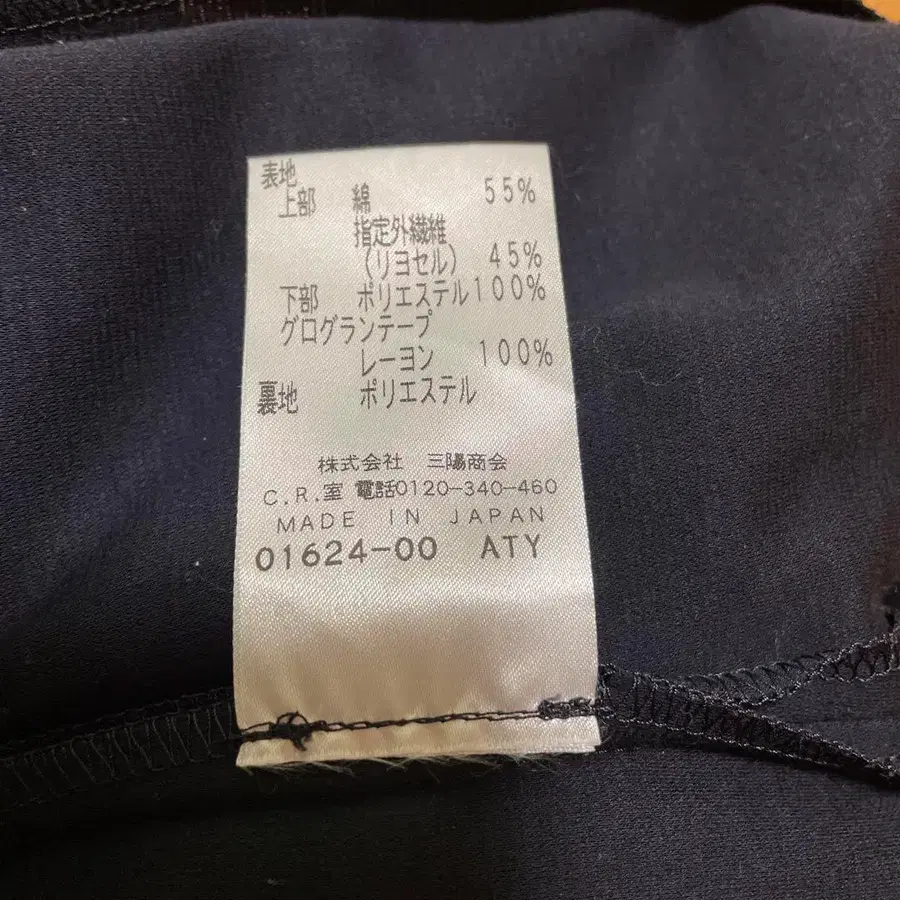 表地
上部 綿 55%
指定外繊維
(リヨセル) 45%
下部 ポリエステル100%
グログランテープ
レーヨン 100%
裏地 ポリエステル
株式会社 三陽商会
C.R.室 電話0120-340-460
MADE IN JAPAN
01624-00 ATY